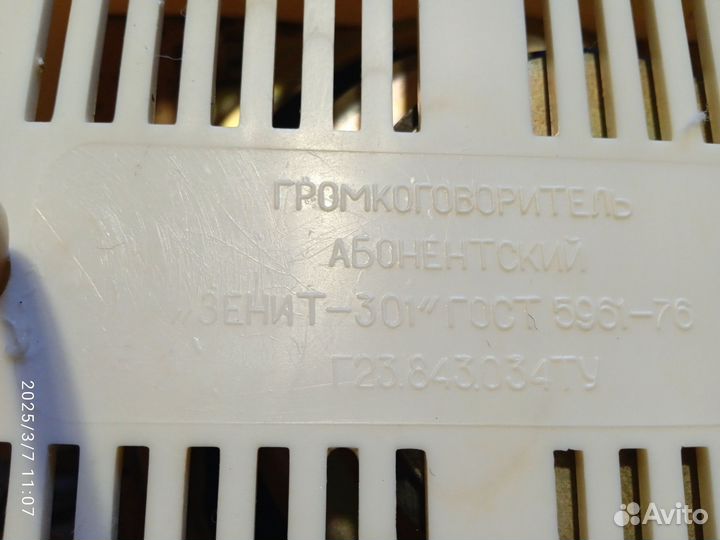 ГРОМКОГОВОРИТЕЛЬ
АБОНЕНТСКИЙ
„ЗЕНИТ-301" ГОСТ 5961-76
Г23.843.034ТУ
2025/3/7 11:07
Avito